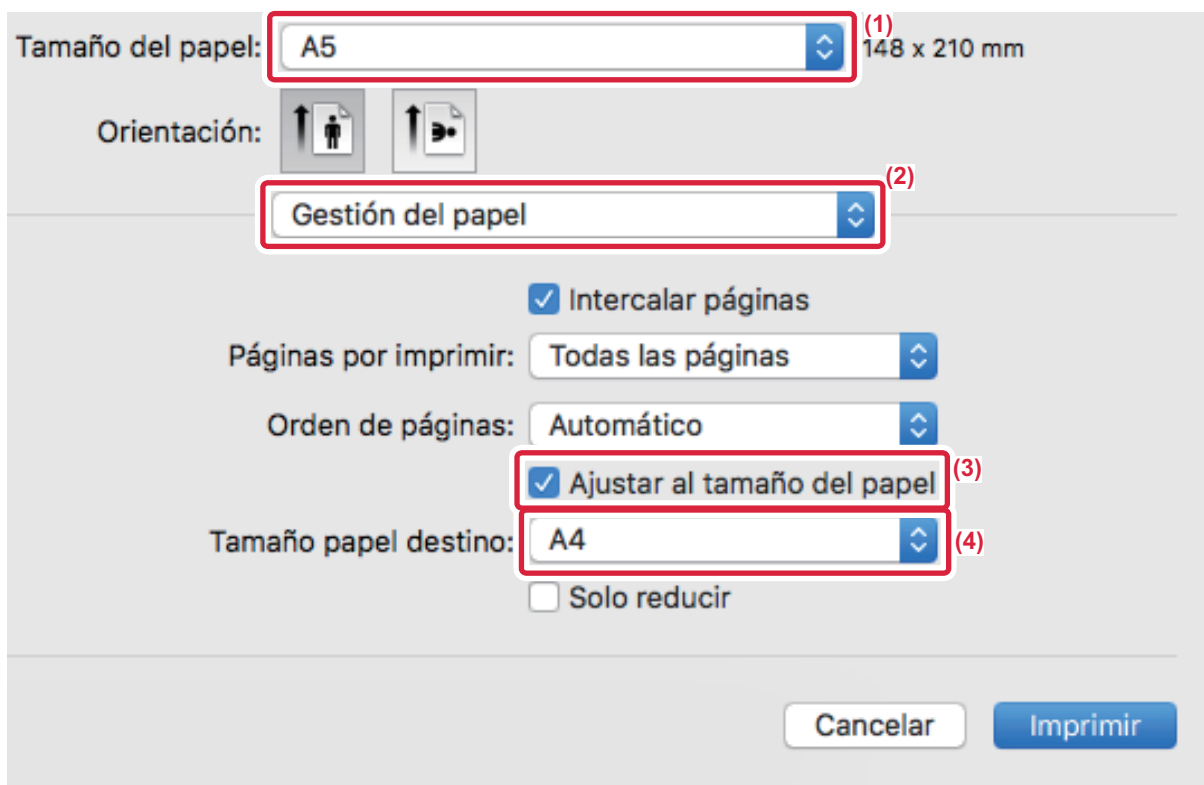 (1)
Tamaño del papel: A5 148 x 210 mm
Orientación:
(2)
Gestión del papel
Intercalar páginas
Páginas por imprimir: Todas las páginas
Orden de páginas: Automático
Ajustar al tamaño del papel (3)
Tamaño papel destino: A4 (4)
Solo reducir
Cancelar Imprimir